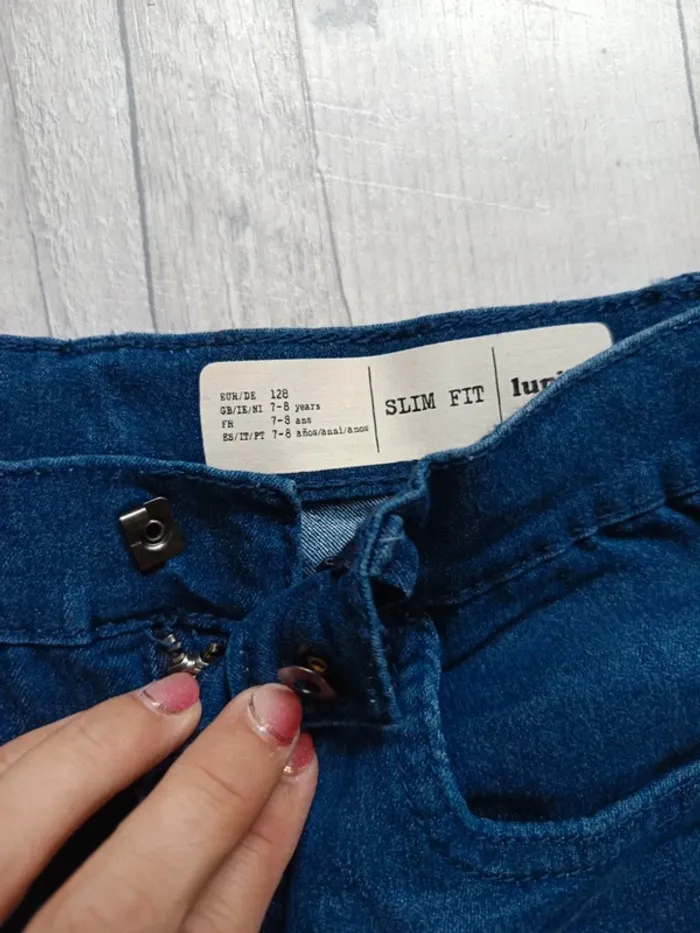 EUR/DE 128
GB/IE/NI 7-8 years
FR 7-8 ans
ES/IT/PT 7-8 años/anni/anos
SLIM FIT